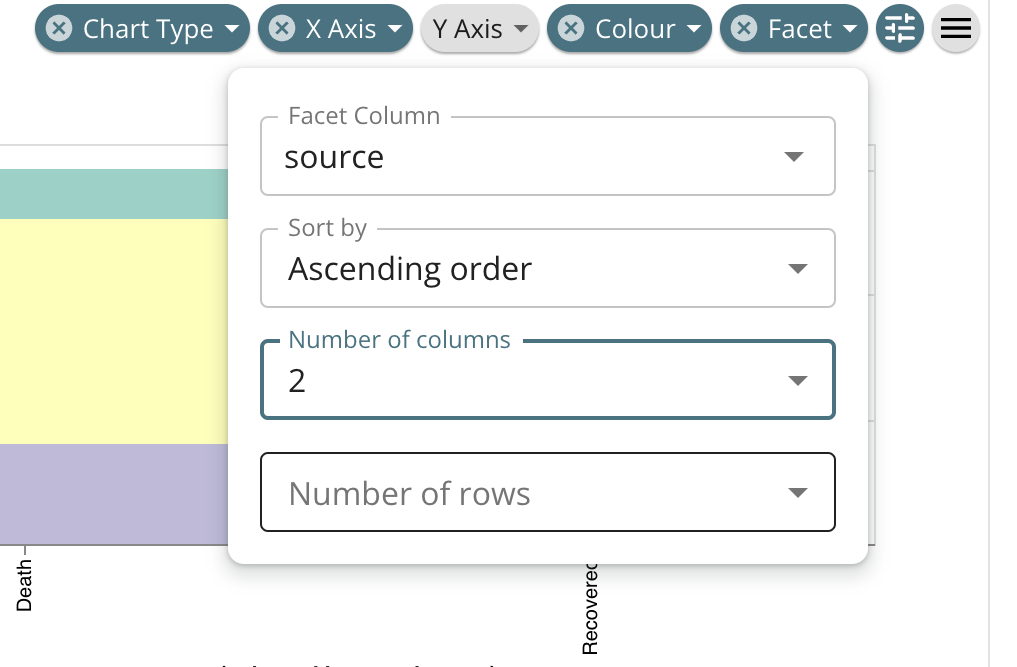 Chart Type X Axis Y Axis Colour Facet
Facet Column
source
Sort by
Ascending order
Number of columns
2
Number of rows
Death
Recovered